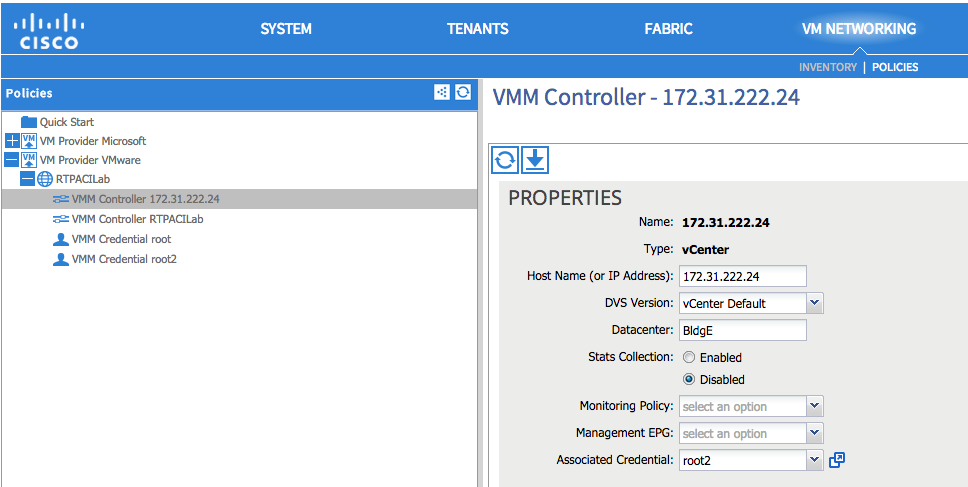 CISCO
SYSTEM TENANTS FABRIC VM NETWORKING
INVENTORY | POLICIES
Policies
Quick Start
VM Provider Microsoft
VM Provider VMware
RTPACILab
VMM Controller 172.31.222.24
VMM Controller RTPACILab
VMM Credential root
VMM Credential root2
VMM Controller - 172.31.222.24
PROPERTIES
Name: 172.31.222.24
Type: vCenter
Host Name (or IP Address): 172.31.222.24
DVS Version: vCenter Default
Datacenter: BldgE
Stats Collection: Enabled
Disabled
Monitoring Policy: select an option
Management EPG: select an option
Associated Credential: root2